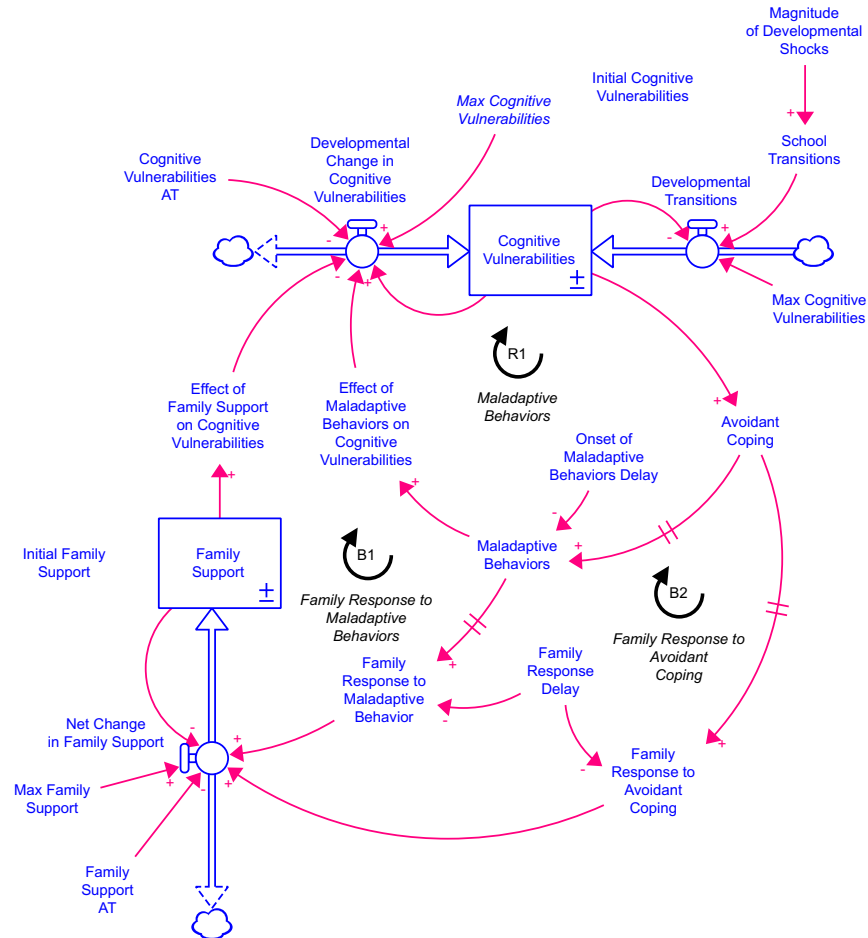 Magnitude
of Developmental
Shocks
Initial Cognitive
Vulnerabilities
Max Cognitive
Vulnerabilities
Developmental
Change in
Cognitive
Vulnerabilities
Cognitive
Vulnerabilities
AT
School
Transitions
Developmental
Transitions
+
+
+
-
-
Cognitive
Vulnerabilities
±
-
+
+
+
Max Cognitive
Vulnerabilities
R1
Maladaptive
Behaviors
Effect of
Family Support
on Cognitive
Vulnerabilities
Effect of
Maladaptive
Behaviors on
Cognitive
Vulnerabilities
+
Avoidant
Coping
Onset of
Maladaptive
Behaviors Delay
+
+
-
+
Initial Family
Support
Family
Support
±
B1
Family Response to
Maladaptive
Behaviors
Maladaptive
Behaviors
B2
Family Response to
Avoidant
Coping
+
Family
Response to
Maladaptive
Behavior
Family
Response
Delay
-
Net Change
in Family Support
-
+
+
Family
Response to
Avoidant
Coping
-
Max Family
Support
+
-
+
Family
Support
AT